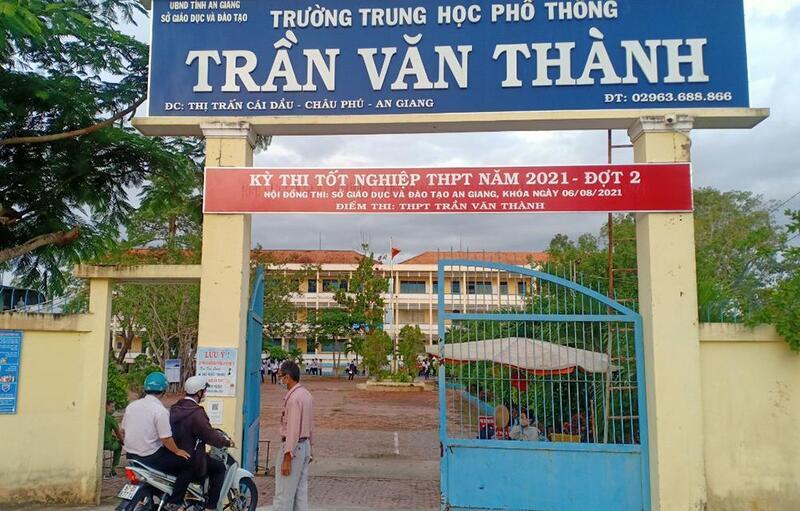 UBND TỈNH AN GIANG
SỞ GIÁO DỤC VÀ ĐÀO TẠO
TRƯỜNG TRUNG HỌC PHỔ THÔNG
TRẦN VĂN THÀNH
ĐC: THỊ TRẤN CÁI DẦU - CHÂU PHÚ - AN GIANG
ĐT: 02963.688.866
KỲ THI TỐT NGHIỆP THPT NĂM 2021 - ĐỢT 2
HỘI ĐỒNG THI: SỞ GIÁO DỤC VÀ ĐÀO TẠO AN GIANG, KHÓA NGÀY 06/08/2021
ĐIỂM THI: THPT TRẦN VĂN THÀNH
LƯU Ý!